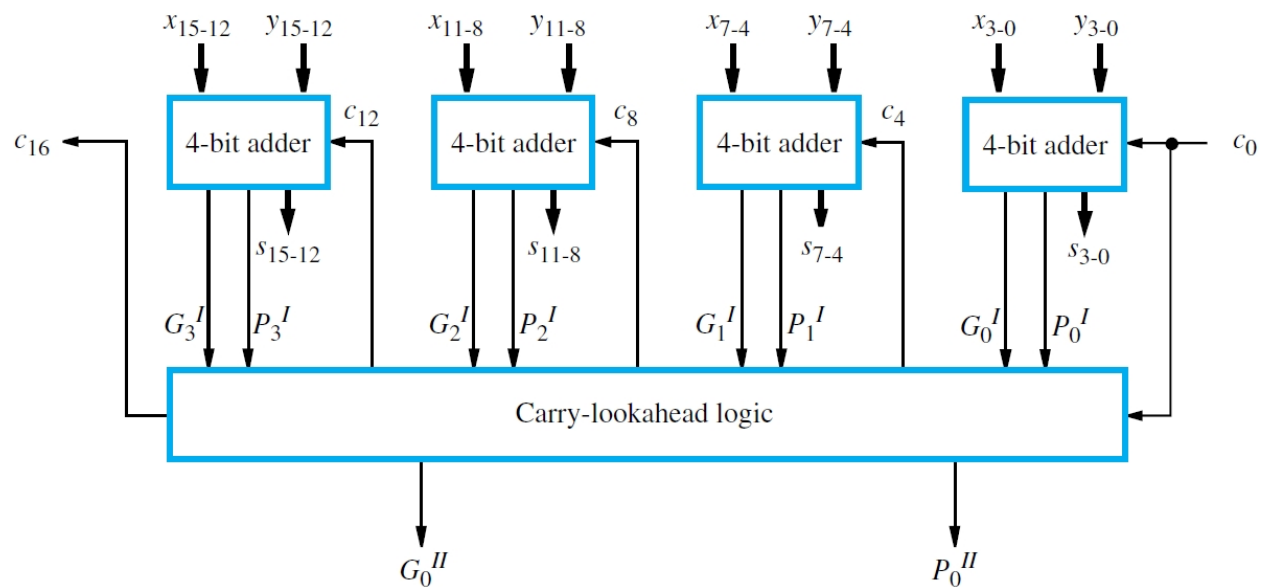 x₁₅₋₁₂ y₁₅₋₁₂ x₁₁₋₈ y₁₁₋₈ x₇₋₄ y₇₋₄ x₃₋₀ y₃₋₀
c₁₆ 4-bit adder c₁₂ 4-bit adder c₈ 4-bit adder c₄ 4-bit adder c₀
s₁₅₋₁₂ s₁₁₋₈ s₇₋₄ s₃₋₀
G₃ᴵ P₃ᴵ G₂ᴵ P₂ᴵ G₁ᴵ P₁ᴵ G₀ᴵ P₀ᴵ
Carry-lookahead logic
G₀ᴵᴵ P₀ᴵᴵ